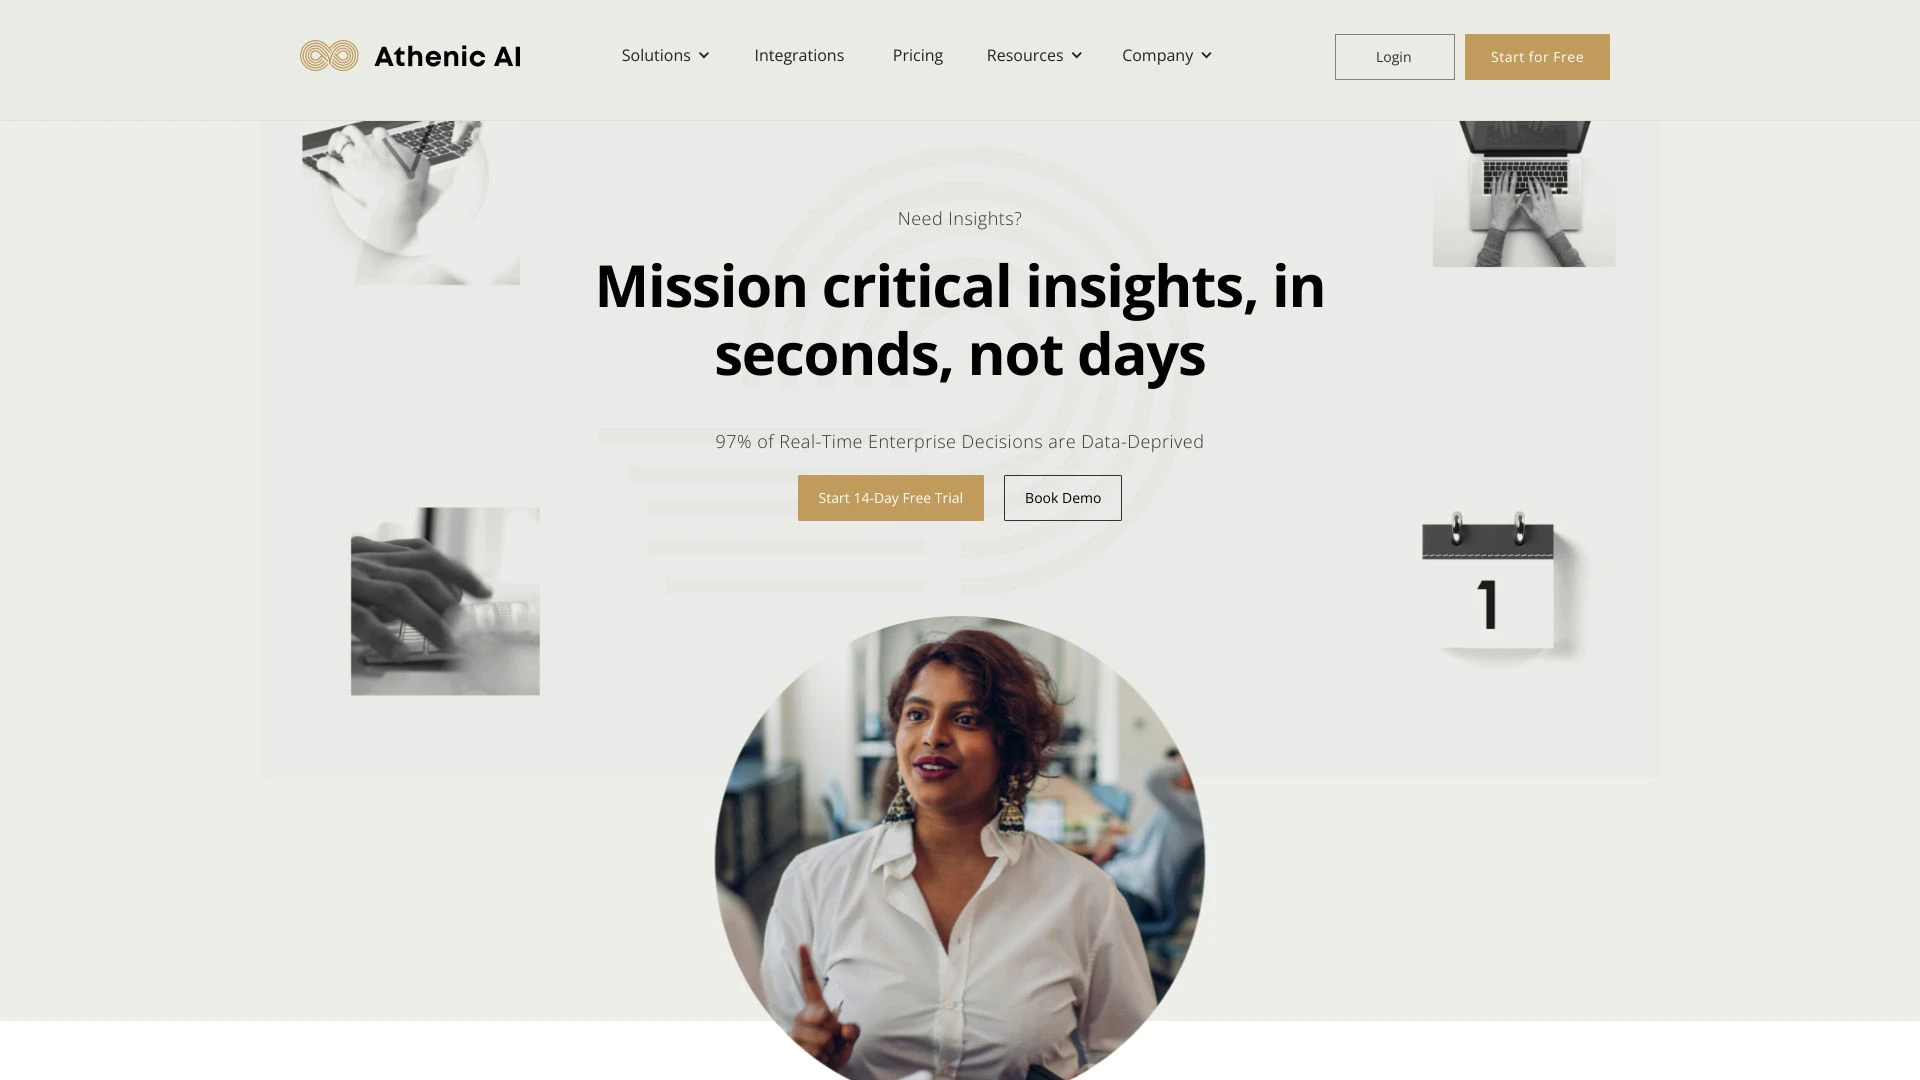 Athenic AI
Solutions
Integrations
Pricing
Resources
Company
Login
Start for Free
Need Insights?
Mission critical insights, in
seconds, not days
97% of Real-Time Enterprise Decisions are Data-Deprived
Start 14-Day Free Trial
Book Demo
1